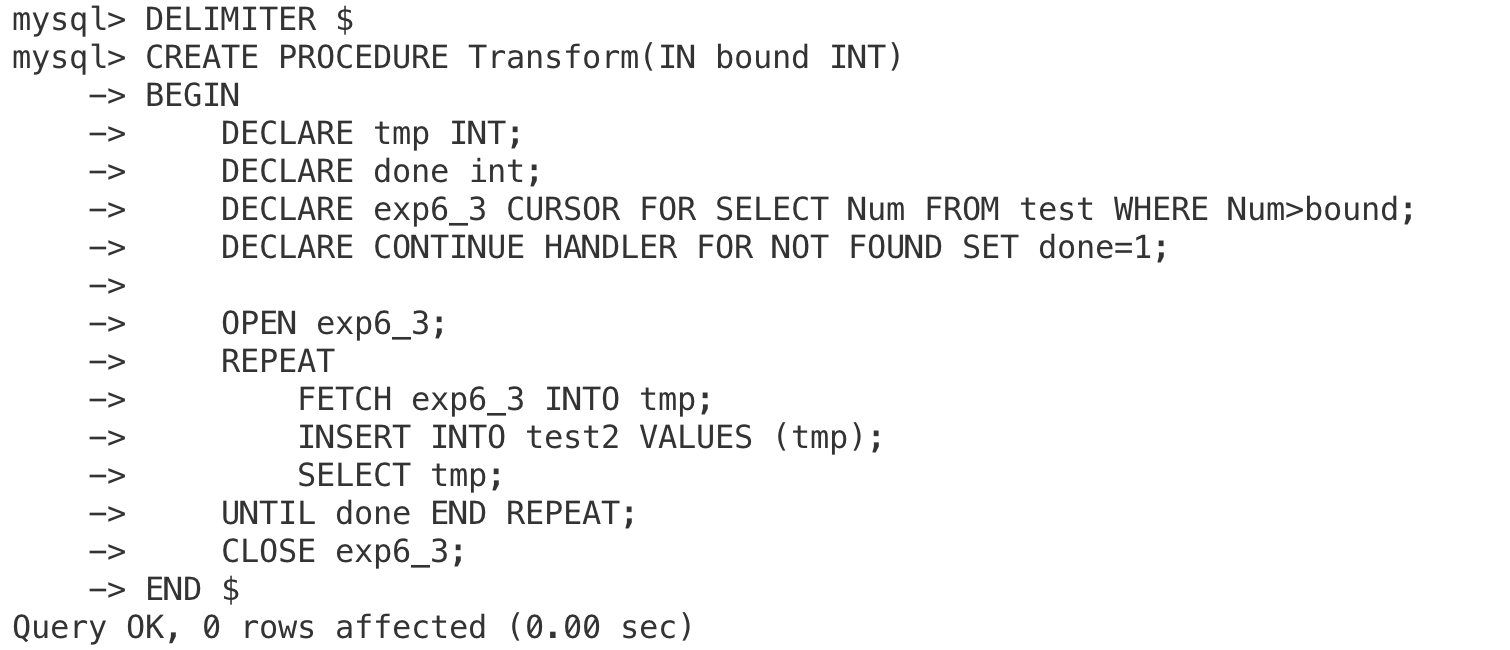 mysql> DELIMITER $
mysql> CREATE PROCEDURE Transform(IN bound INT)
    -> BEGIN
    ->     DECLARE tmp INT;
    ->     DECLARE done int;
    ->     DECLARE exp6_3 CURSOR FOR SELECT Num FROM test WHERE Num>bound;
    ->     DECLARE CONTINUE HANDLER FOR NOT FOUND SET done=1;
    ->
    ->     OPEN exp6_3;
    ->     REPEAT
    ->         FETCH exp6_3 INTO tmp;
    ->         INSERT INTO test2 VALUES (tmp);
    ->         SELECT tmp;
    ->     UNTIL done END REPEAT;
    ->     CLOSE exp6_3;
    -> END $
Query OK, 0 rows affected (0.00 sec)